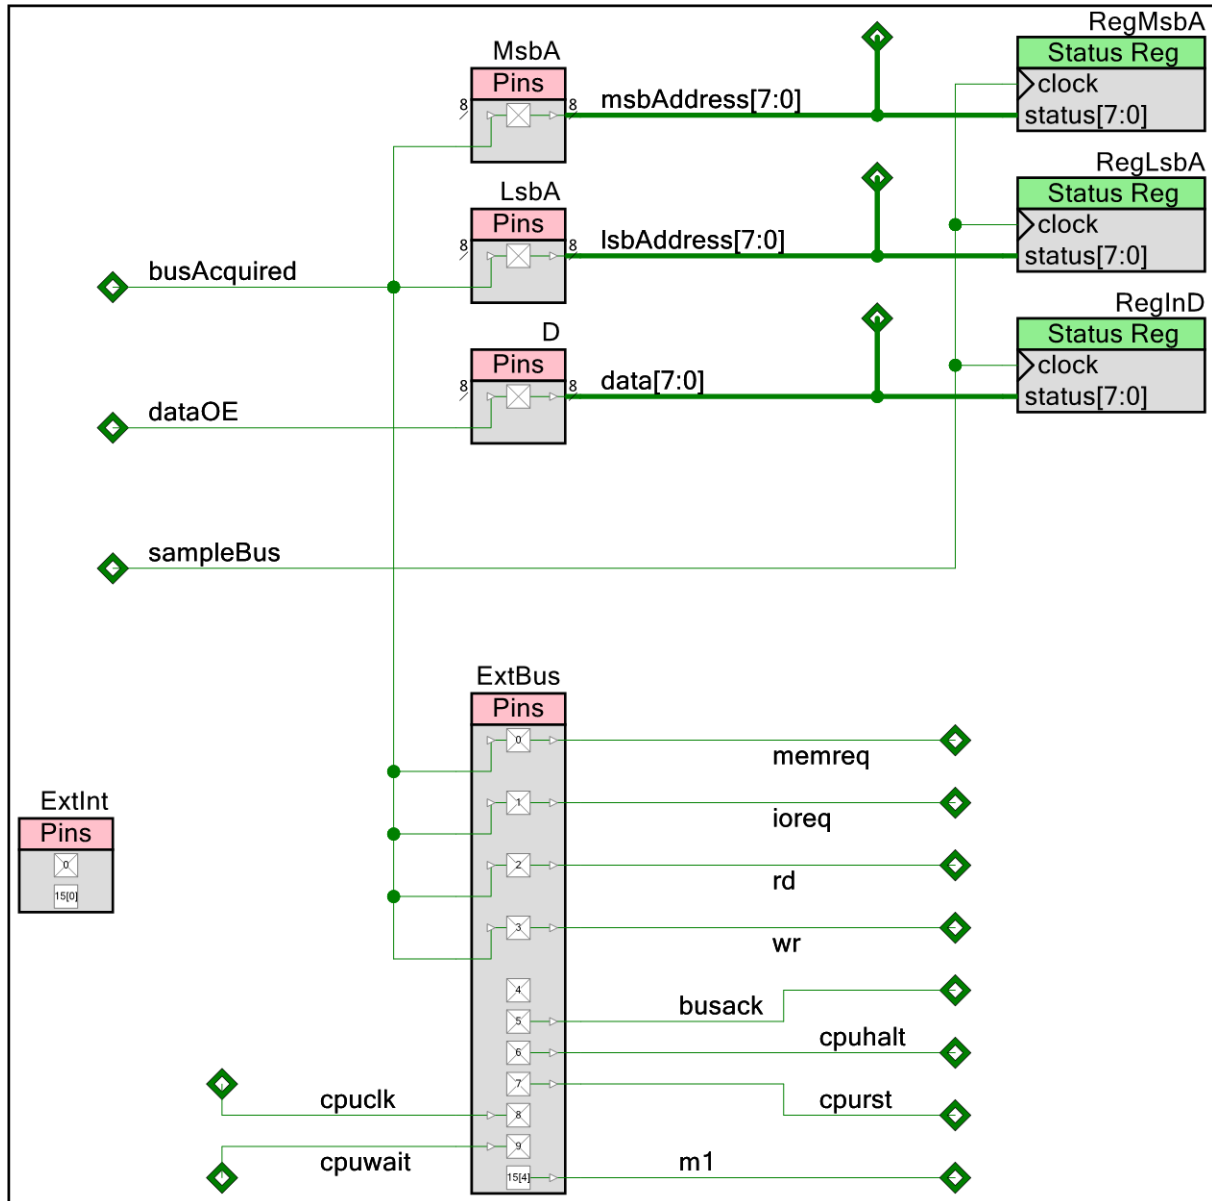 RegMsbA
MsbA
Status Reg
Pins
clock
8
8
msbAddress[7:0]
status[7:0]
RegLsbA
LsbA
Status Reg
Pins
clock
8
8
lsbAddress[7:0]
status[7:0]
busAcquired
RegInD
D
Status Reg
Pins
clock
8
8
data[7:0]
status[7:0]
dataOE
sampleBus
ExtBus
Pins
0
memreq
1
ioreq
2
rd
3
wr
ExtInt
Pins
0
15[0]
4
busack
5
cpuhalt
6
7
cpurst
cpuclk
8
cpuwait
9
m1
15[4]